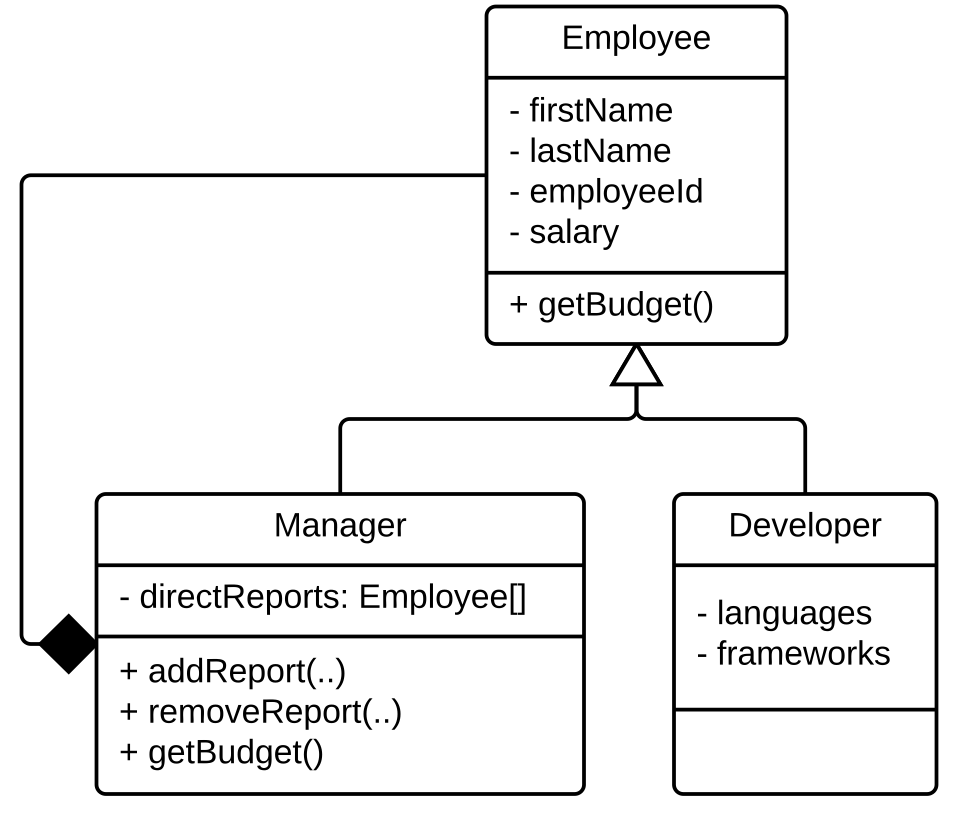 Employee
- firstName
- lastName
- employeeId
- salary
+ getBudget()
Manager
- directReports: Employee[]
+ addReport(..)
+ removeReport(..)
+ getBudget()
Developer
- languages
- frameworks